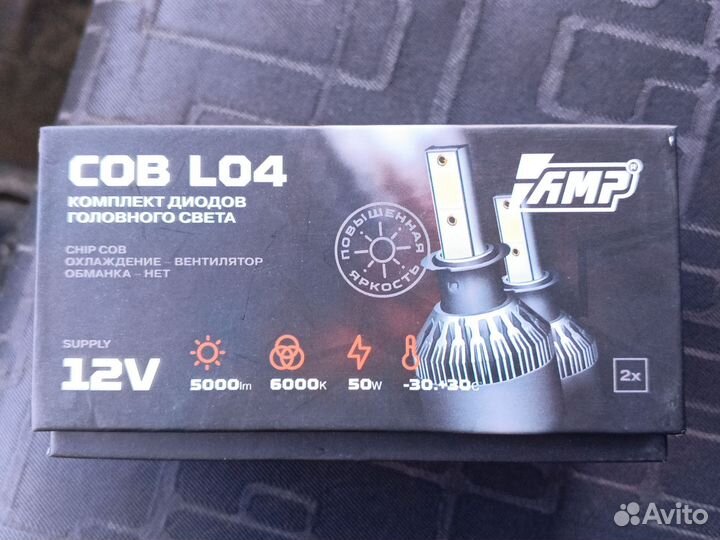 COB L04
КОМПЛЕКТ ДИОДОВ
ГОЛОВНОГО СВЕТА
CHIP COB
ОХЛАЖДЕНИЕ – ВЕНТИЛЯТОР
ОБМАНКА – НЕТ
ПОВЫШЕННАЯ
ЯРКОСТЬ
AMP®
SUPPLY
12V
5000lm
6000K
50W
-30:+30c
2x
Avito